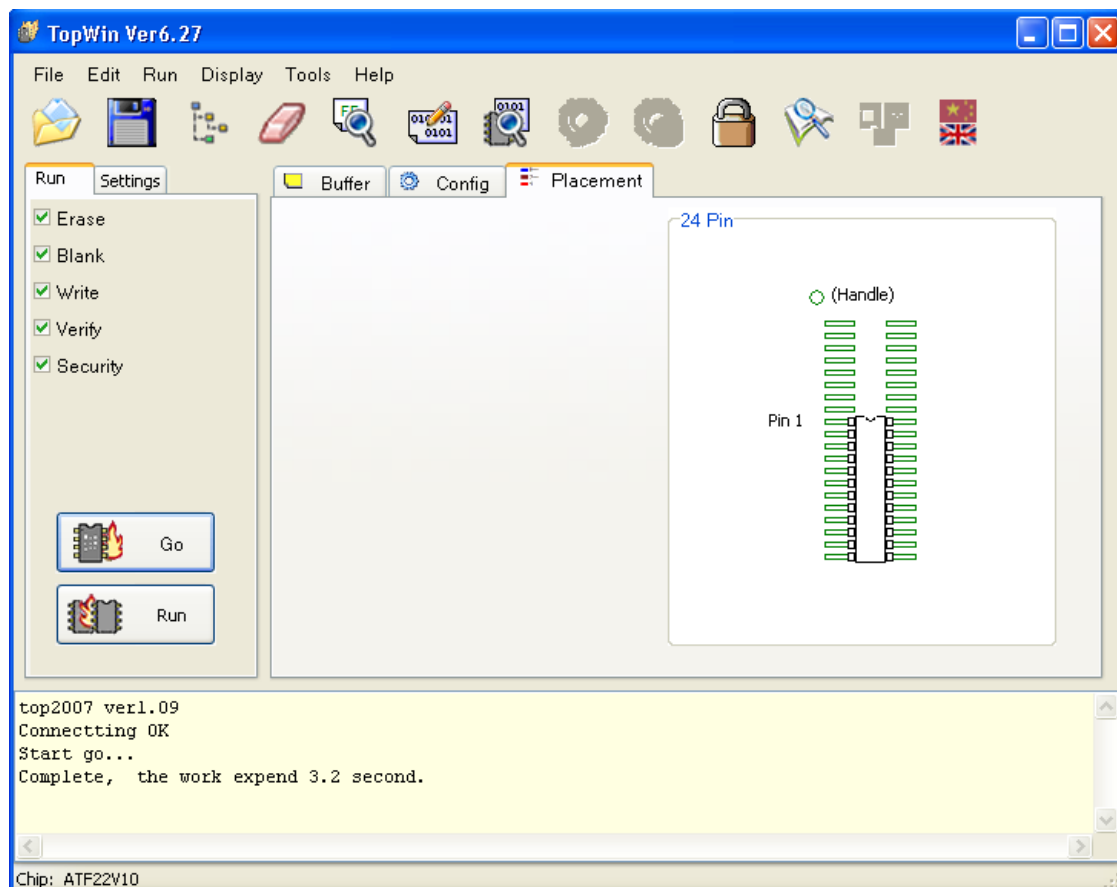 TopWin Ver6.27
File Edit Run Display Tools Help
Run Settings
Buffer Config Placement
Erase
Blank
Write
Verify
Security
Go
Run
24 Pin
(Handle)
Pin 1
top2007 ver1.09
Connectting OK
Start go...
Complete, the work expend 3.2 second.
Chip: ATF22V10